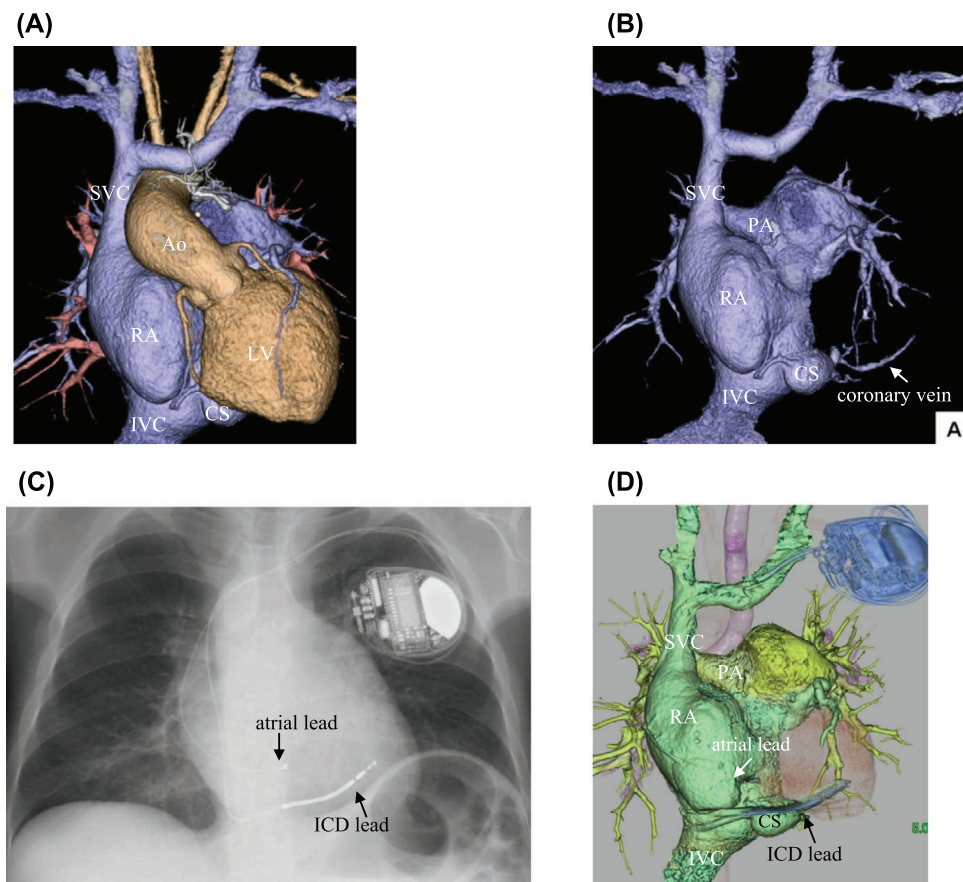 (A)
SVC
Ao
RA
LV
CS
IVC
(B)
SVC
PA
RA
CS
IVC
coronary vein
A
(C)
atrial lead
ICD lead
(D)
SVC
PA
RA
atrial lead
CS
ICD lead
IVC